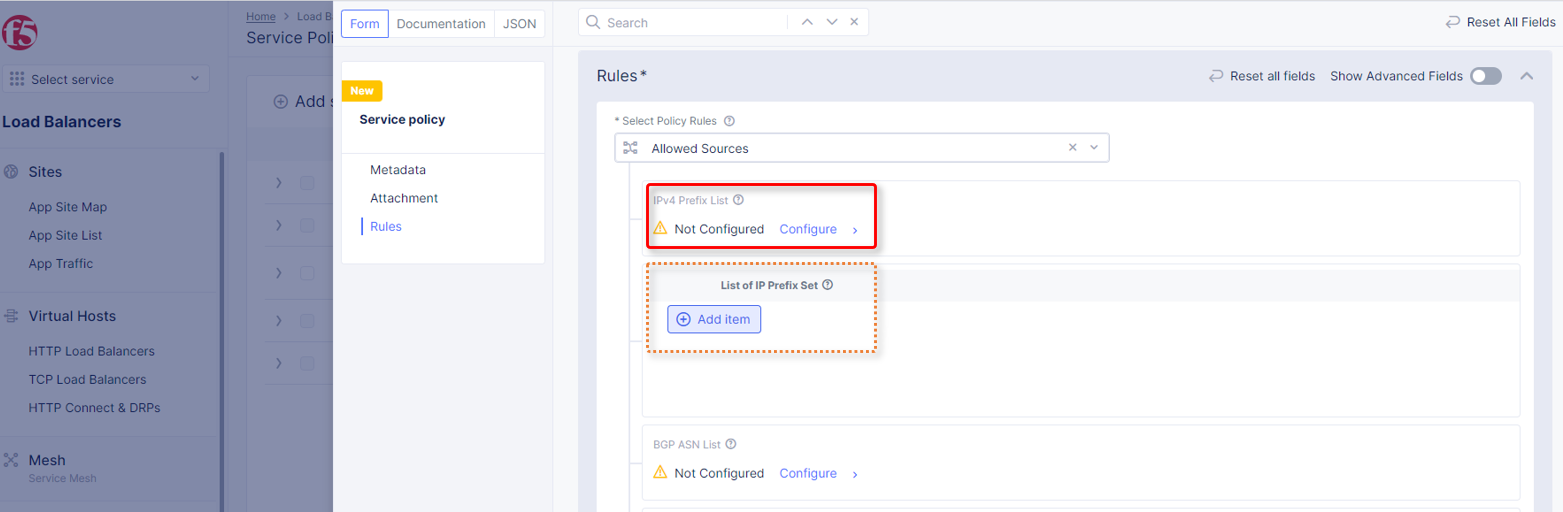 f5
Select service
Load Balancers
Sites
App Site Map
App Site List
App Traffic
Virtual Hosts
HTTP Load Balancers
TCP Load Balancers
HTTP Connect & DRPs
Mesh
Service Mesh
Home > Load B
Service Poli
Add s
Form
Documentation
JSON
New
Service policy
Metadata
Attachment
Rules
Search
Reset All Fields
Rules*
Reset all fields
Show Advanced Fields
* Select Policy Rules
Allowed Sources
IPv4 Prefix List
Not Configured Configure
List of IP Prefix Set
Add item
BGP ASN List
Not Configured Configure